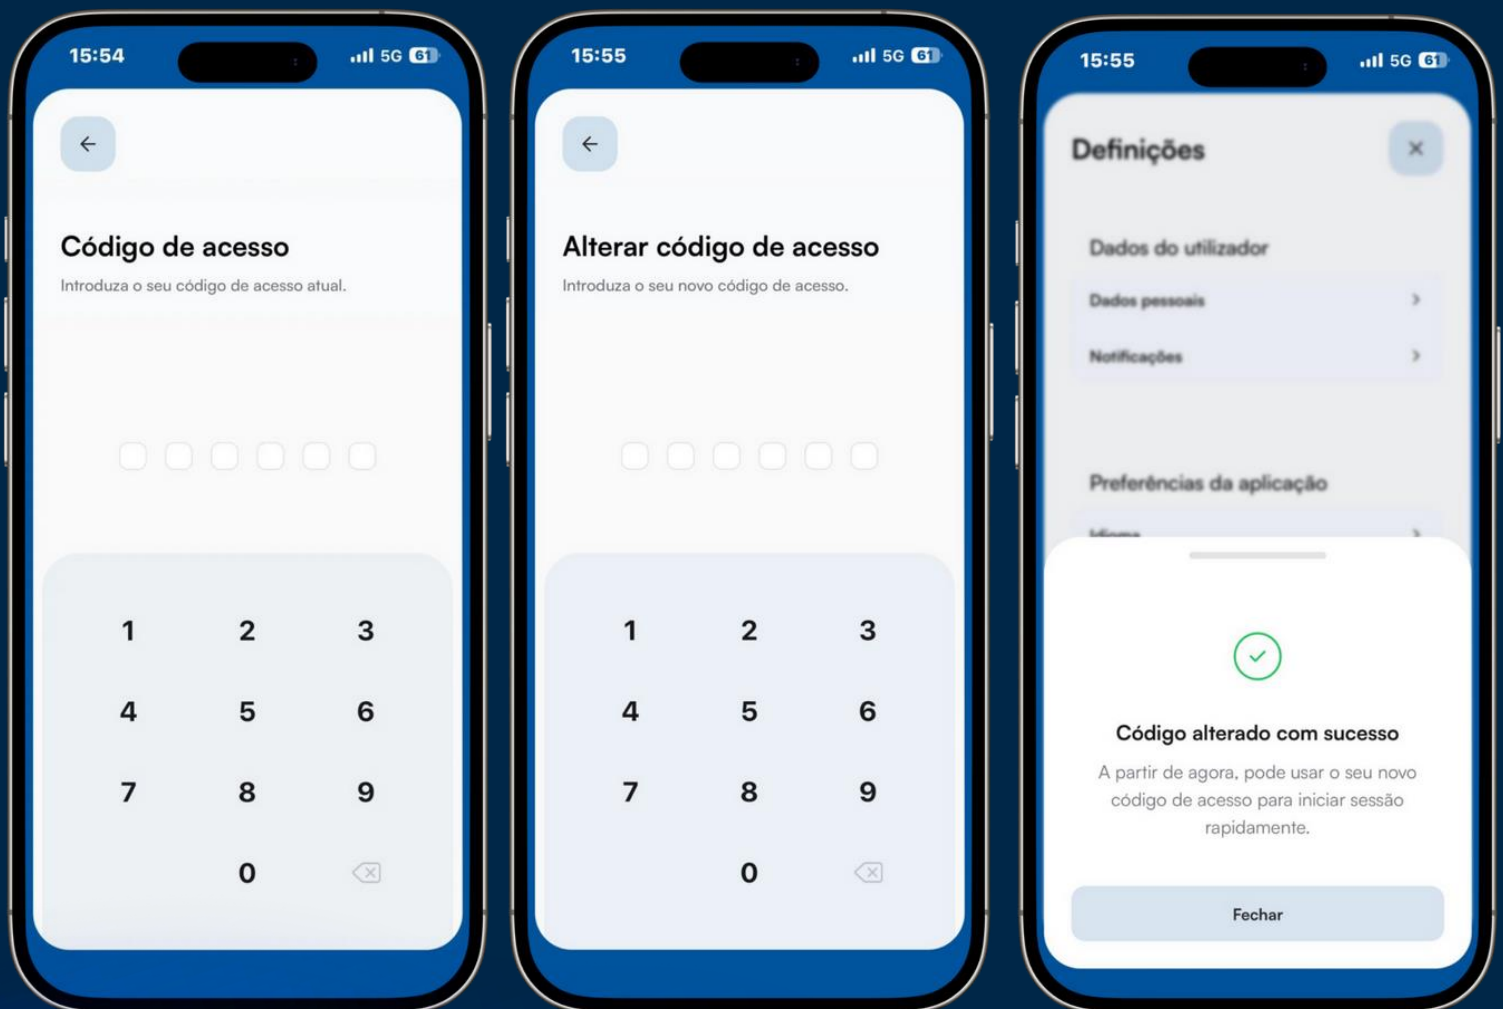 15:54
5G 61
Código de acesso
Introduza o seu código de acesso atual.
1 2 3
4 5 6
7 8 9
0
15:55
5G 61
Alterar código de acesso
Introduza o seu novo código de acesso.
1 2 3
4 5 6
7 8 9
0
15:55
5G 61
Definições
Dados do utilizador
Dados pessoais
Notificações
Preferências da aplicação
Idioma
Código alterado com sucesso
A partir de agora, pode usar o seu novo
código de acesso para iniciar sessão
rapidamente.
Fechar